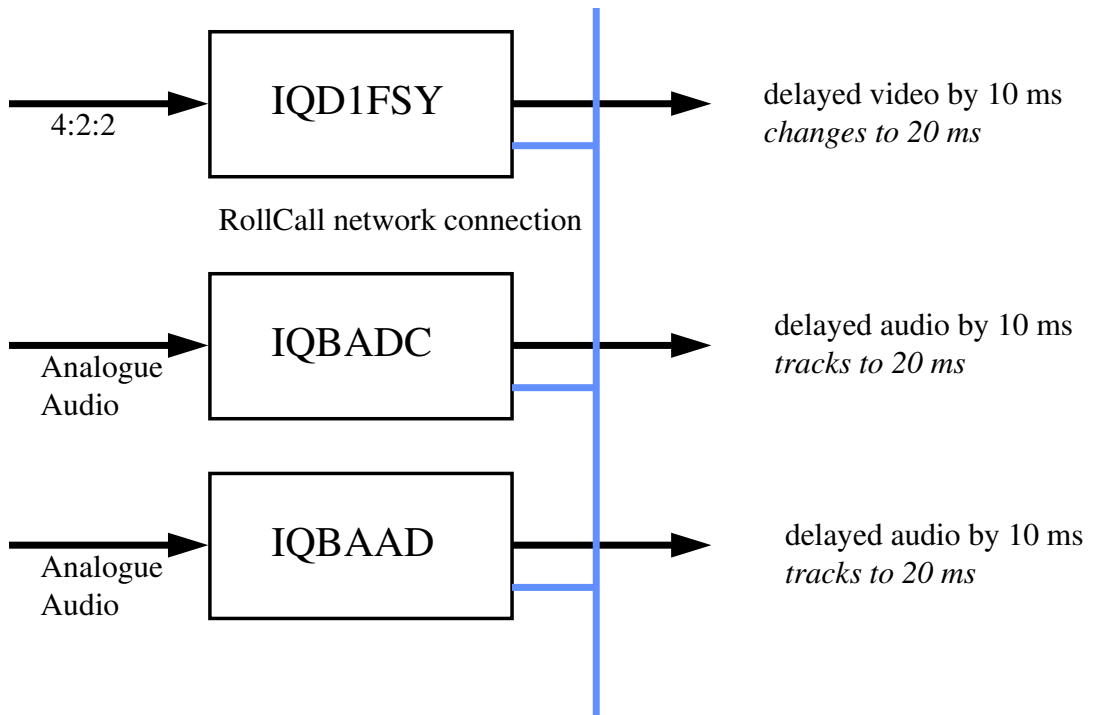 IQD1FSY
4:2:2
delayed video by 10 ms
changes to 20 ms
RollCall network connection
IQBADC
Analogue
Audio
delayed audio by 10 ms
tracks to 20 ms
IQBAAD
Analogue
Audio
delayed audio by 10 ms
tracks to 20 ms